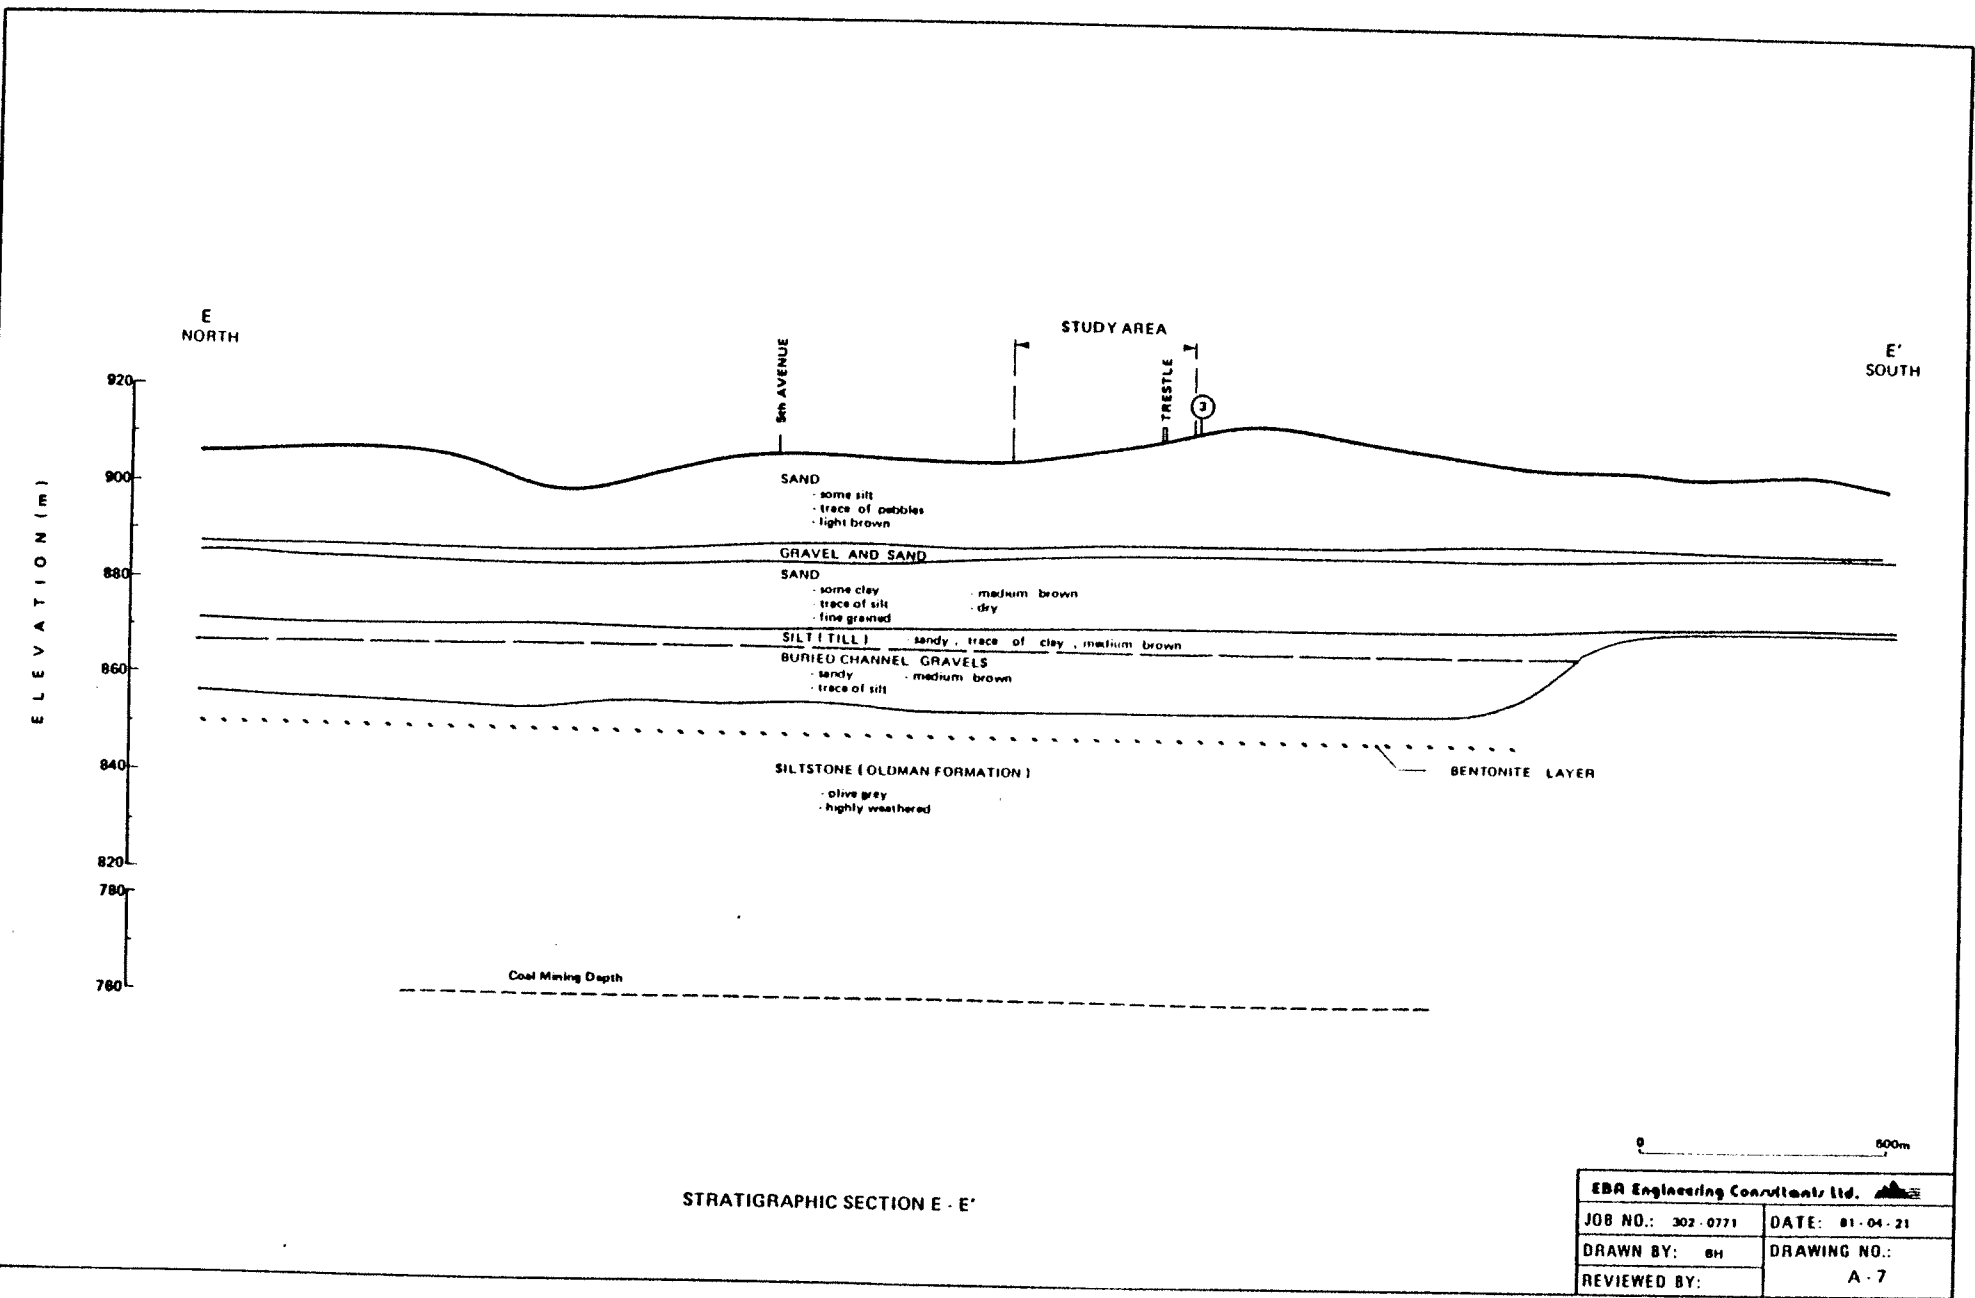 E
NORTH
STUDY AREA
E'
SOUTH
5th AVENUE
TRESTLE
3
920
900
880
860
840
820
780
760
ELEVATION (m)
SAND
- some silt
- trace of pebbles
- light brown
GRAVEL AND SAND
SAND
- some clay - medium brown
- trace of silt - dry
- fine grained
SILT (TILL) - sandy, trace of clay, medium brown
BURIED CHANNEL GRAVELS
- sandy - medium brown
- trace of silt
SILTSTONE (OLDMAN FORMATION)
- olive grey
- highly weathered
BENTONITE LAYER
Coal Mining Depth
0 500m
STRATIGRAPHIC SECTION E - E'
EBA Engineering Consultants Ltd.
JOB NO.: 302-0771 DATE: 81-04-21
DRAWN BY: BH DRAWING NO.:
A-7
REVIEWED BY: